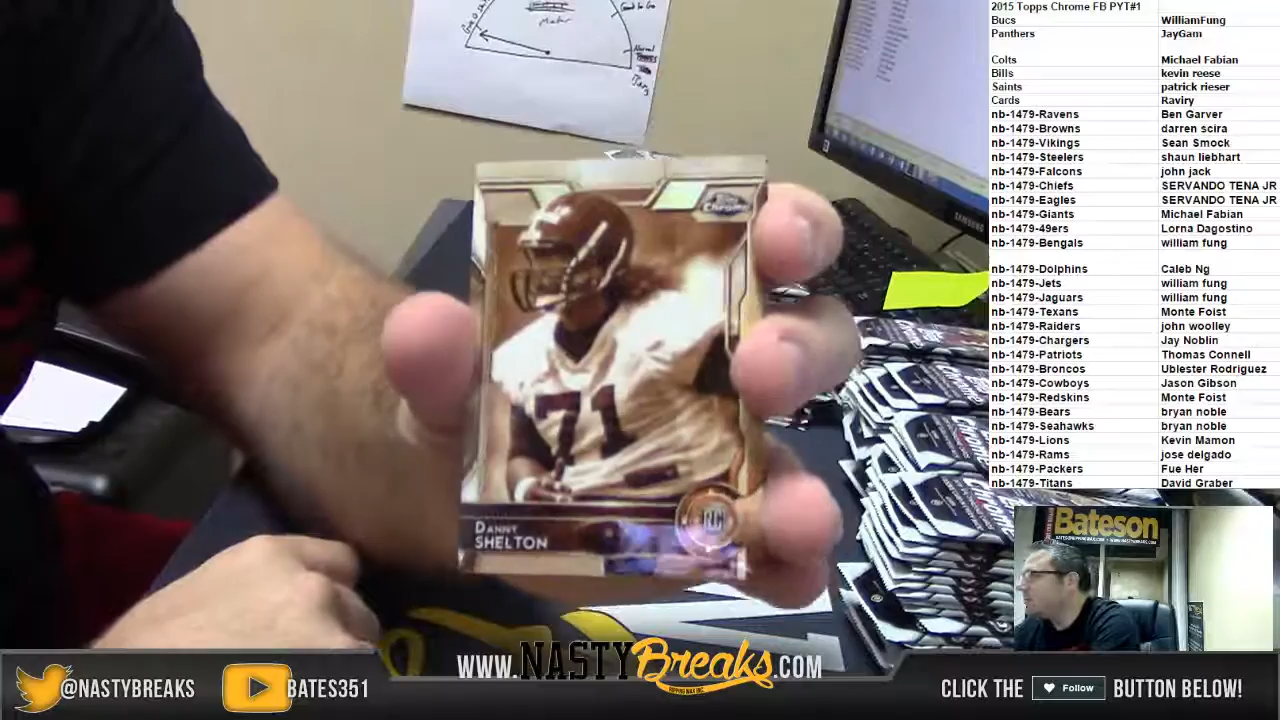 2015 Topps Chrome FB PYT#1
Bucs WilliamFung
Panthers JayGam
Colts Michael Fabian
Bills kevin reese
Saints patrick rieser
Cards Raviry
nb-1479-Ravens Ben Garver
nb-1479-Browns darren scira
nb-1479-Vikings Sean Smock
nb-1479-Steelers shaun liebhart
nb-1479-Falcons john jack
nb-1479-Chiefs SERVANDO TENA JR
nb-1479-Eagles SERVANDO TENA JR
nb-1479-Giants Michael Fabian
nb-1479-49ers Lorna Dagostino
nb-1479-Bengals william fung
nb-1479-Dolphins Caleb Ng
nb-1479-Jets william fung
nb-1479-Jaguars william fung
nb-1479-Texans Monte Foist
nb-1479-Raiders john woolley
nb-1479-Chargers Jay Noblin
nb-1479-Patriots Thomas Connell
nb-1479-Broncos Ublester Rodriguez
nb-1479-Cowboys Jason Gibson
nb-1479-Redskins Monte Foist
nb-1479-Bears bryan noble
nb-1479-Seahawks bryan noble
nb-1479-Lions Kevin Mamon
nb-1479-Rams jose delgado
nb-1479-Packers Fue Her
nb-1479-Titans David Graber
Meter
Chrome
71
RC
DANNY
SHELTON
SAMSUNG
Bateson
WWW.NASTYBreaks.COM
@NASTYBREAKS
BATES351
CLICK THE Follow BUTTON BELOW!